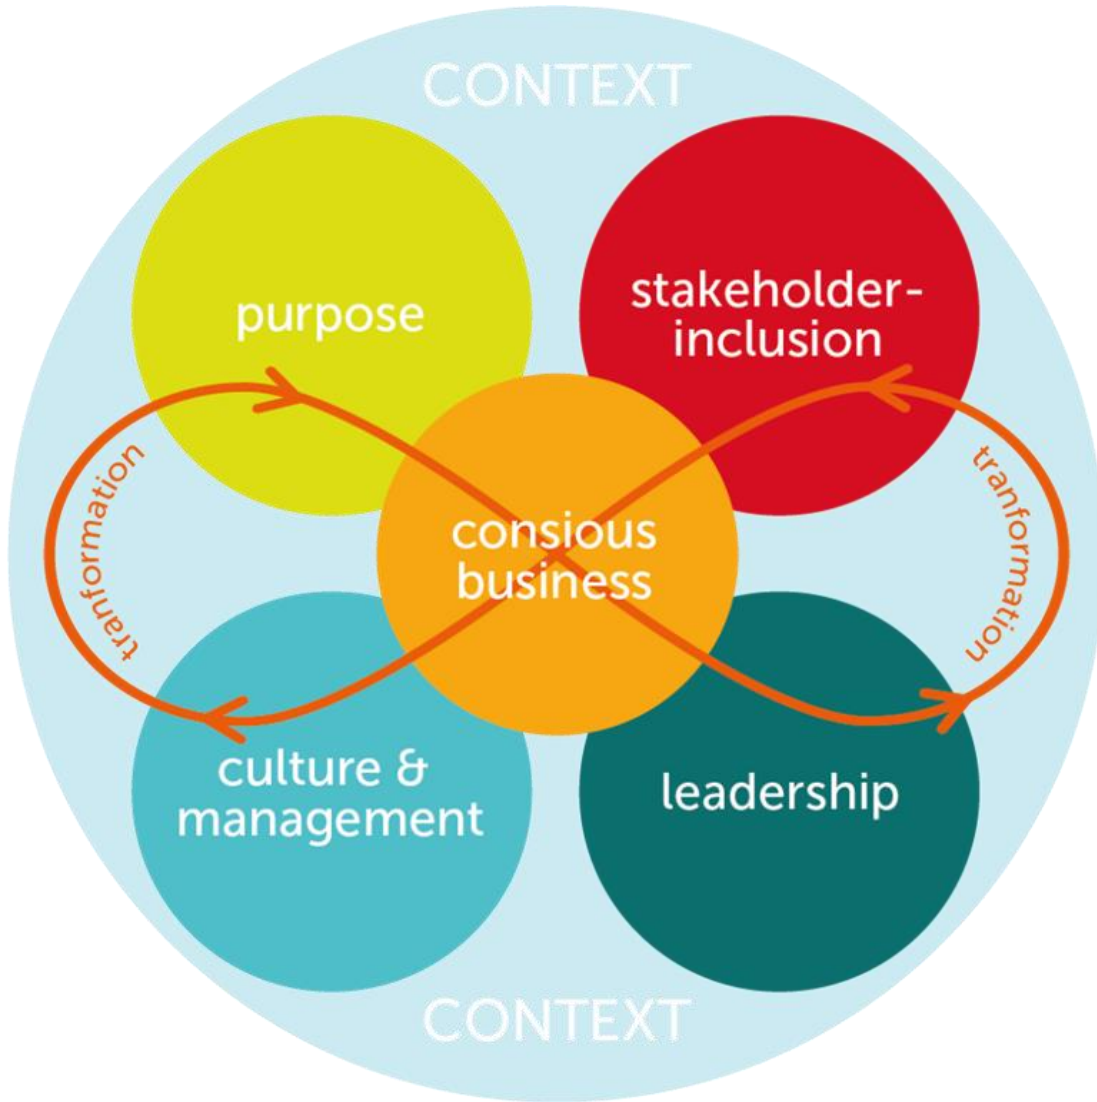 CONTEXT
purpose
stakeholder-
inclusion
tranformation
tranformation
consious
business
culture &
management
leadership
CONTEXT